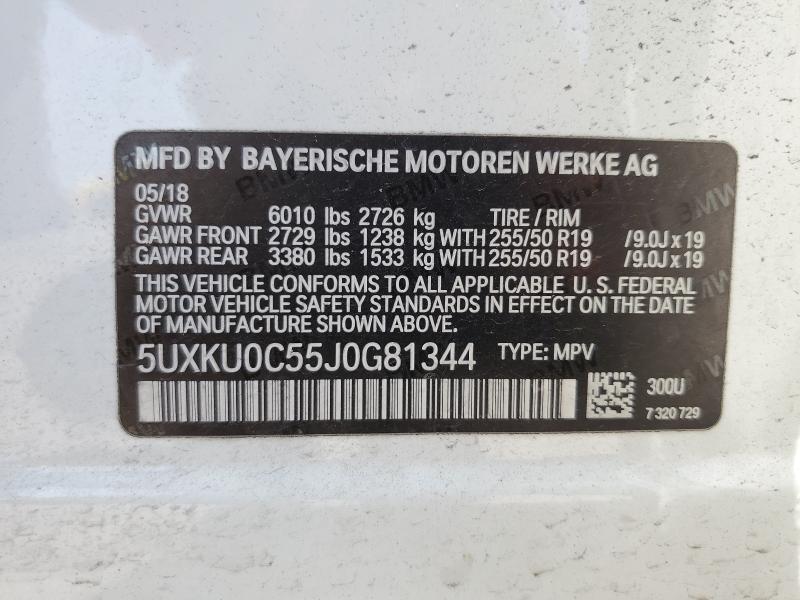 MFD BY BAYERISCHE MOTOREN WERKE AG
05/18
GVWR 6010 lbs 2726 kg TIRE / RIM
GAWR FRONT 2729 lbs 1238 kg WITH 255/50 R19 /9.0J x 19
GAWR REAR 3380 lbs 1533 kg WITH 255/50 R19 /9.0J x 19
THIS VEHICLE CONFORMS TO ALL APPLICABLE U. S. FEDERAL
MOTOR VEHICLE SAFETY STANDARDS IN EFFECT ON THE DATE
OF MANUFACTURE SHOWN ABOVE.
5UXKU0C55J0G81344 TYPE: MPV
300U
7 320 729